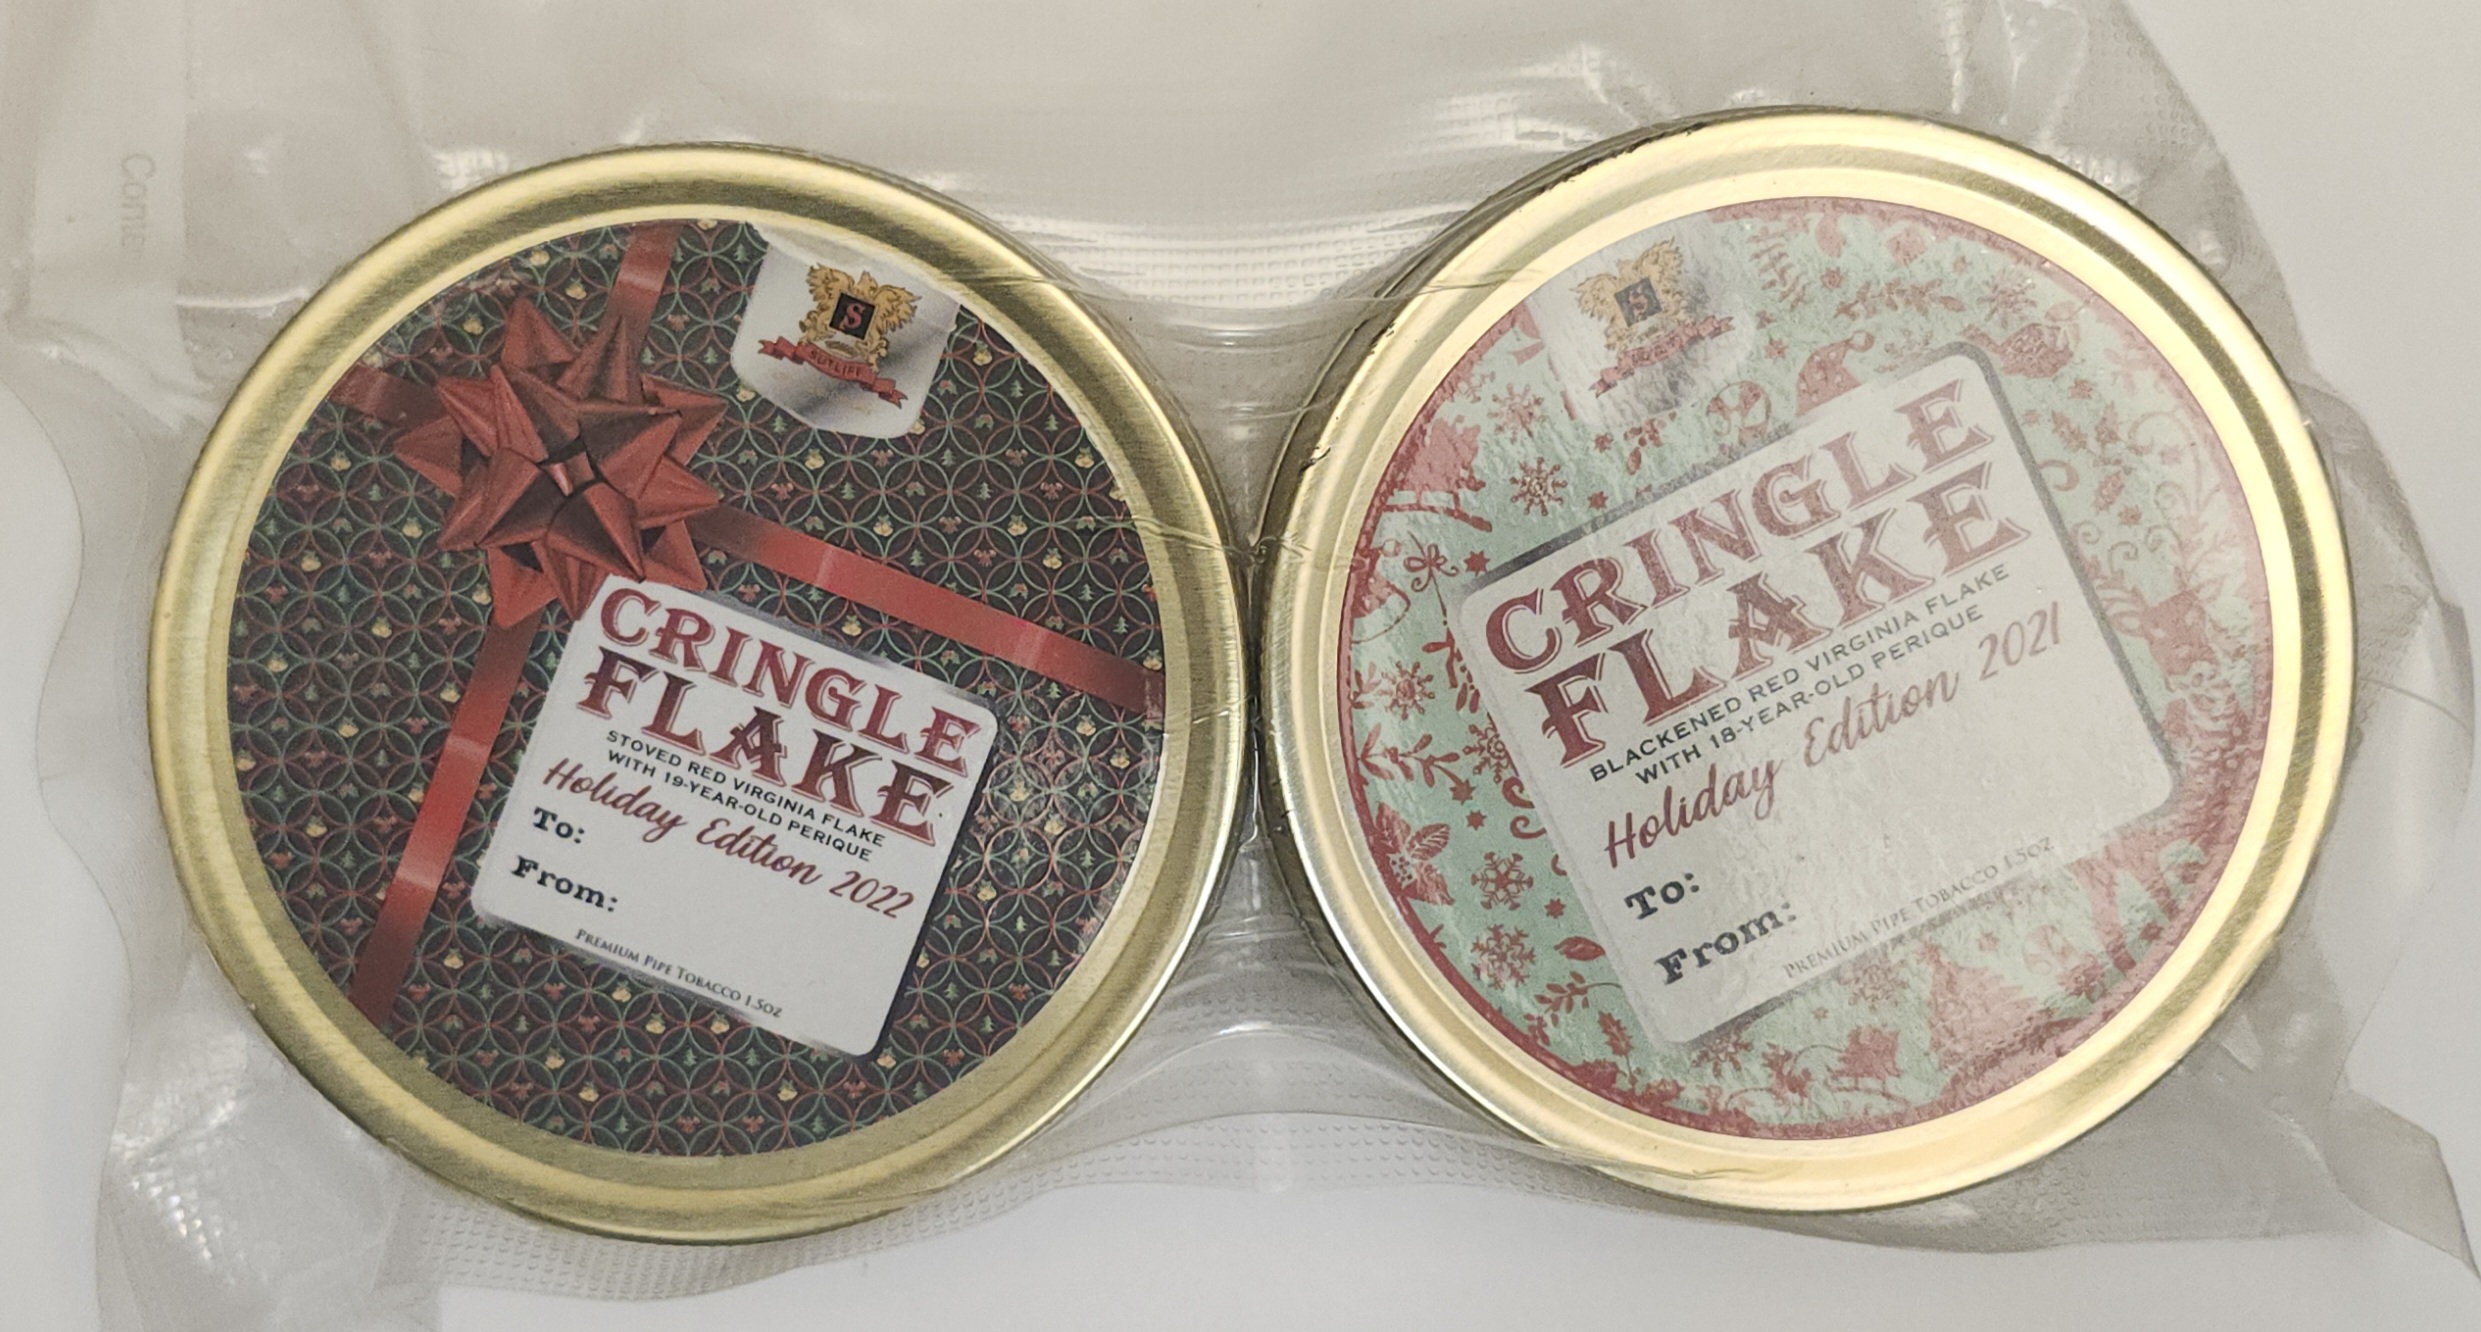 Conte
S
SUTLIFF
CRINGLE
FLAKE
STOVED RED VIRGINIA FLAKE
WITH 19-YEAR-OLD PERIQUE
Holiday Edition 2022
To:
From:
PREMIUM PIPE TOBACCO 1.5OZ
S
CRINGLE
FLAKE
BLACKENED RED VIRGINIA FLAKE
WITH 18-YEAR-OLD PERIQUE
Holiday Edition 2021
To:
From:
PREMIUM PIPE TOBACCO 1.5OZ